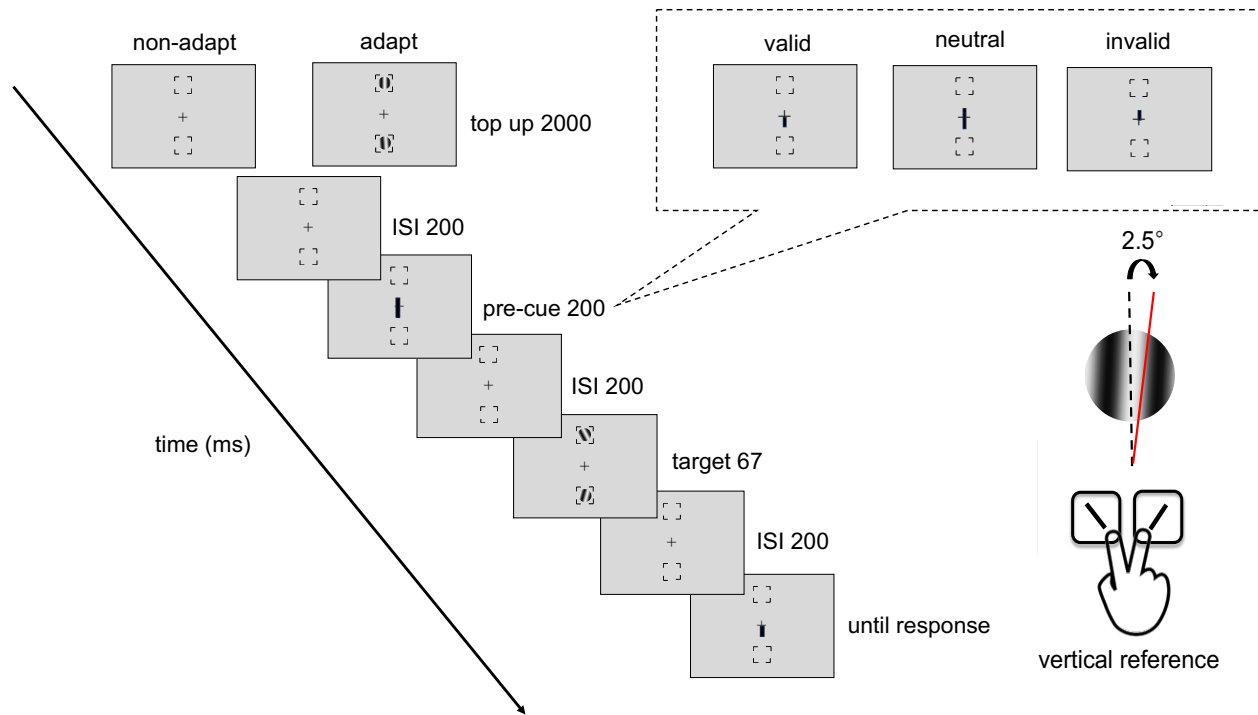 non-adapt
adapt
top up 2000
ISI 200
pre-cue 200
ISI 200
target 67
ISI 200
until response
time (ms)
valid
neutral
invalid
2.5°
vertical reference